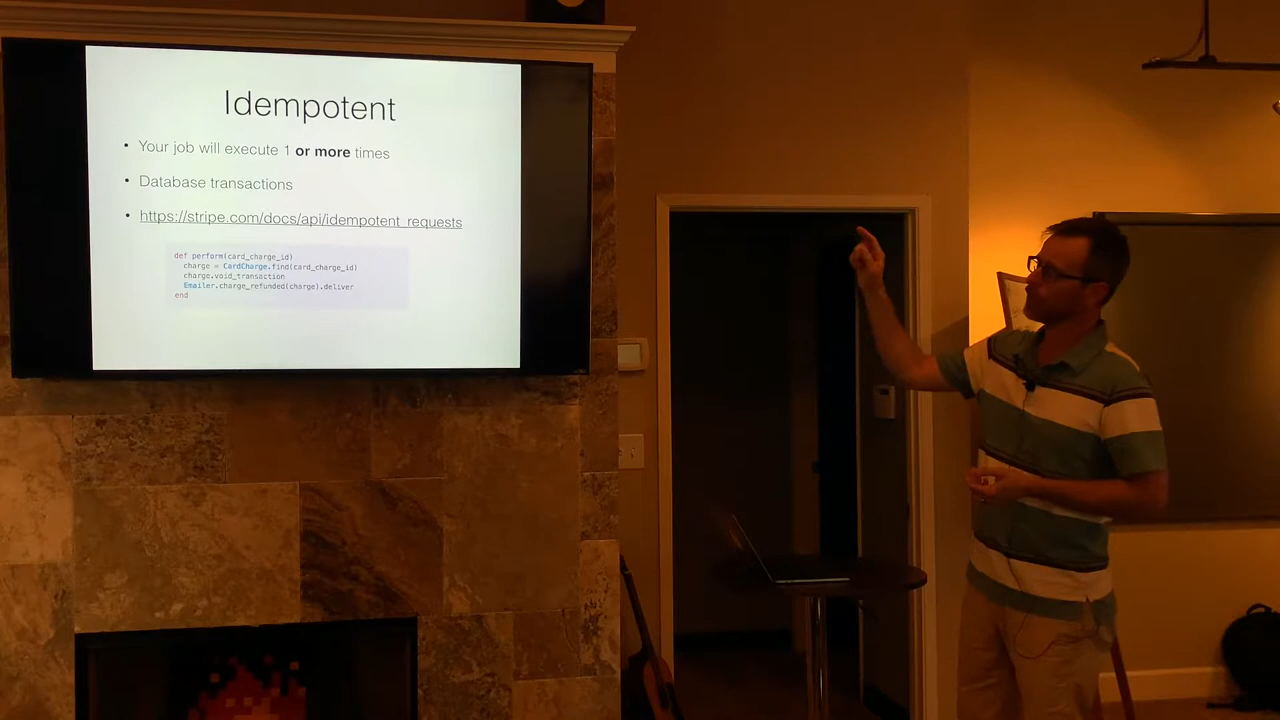 Idempotent
• Your job will execute 1 or more times
• Database transactions
• https://stripe.com/docs/api/idempotent_requests
def perform(card_charge_id)
  charge = CardCharge.find(card_charge_id)
  charge.void_transaction
  Emailer.charge_refunded(charge).deliver
end